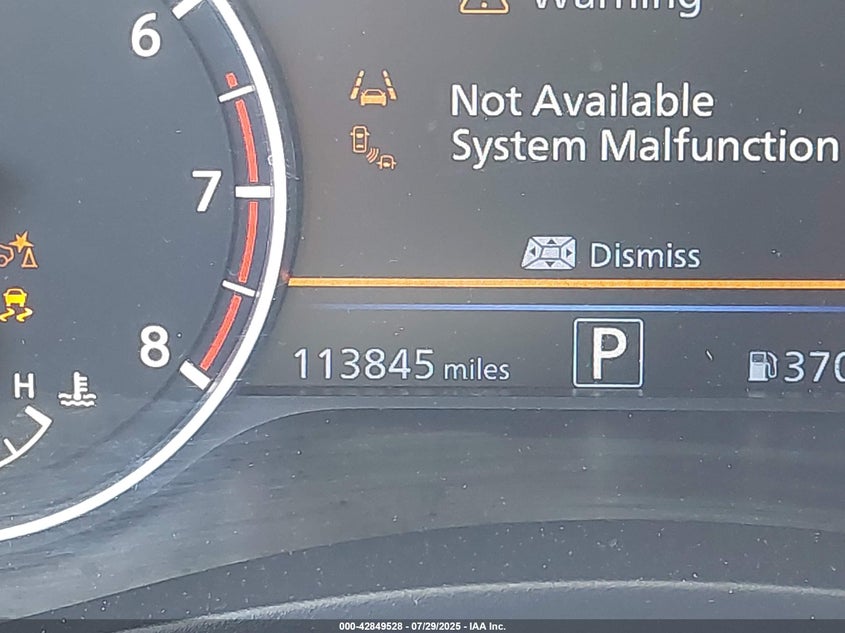 6
Warning
Not Available
System Malfunction
7
Dismiss
8
113845 miles
P
370
H
000-42849528 - 07/29/2025 - IAA Inc.